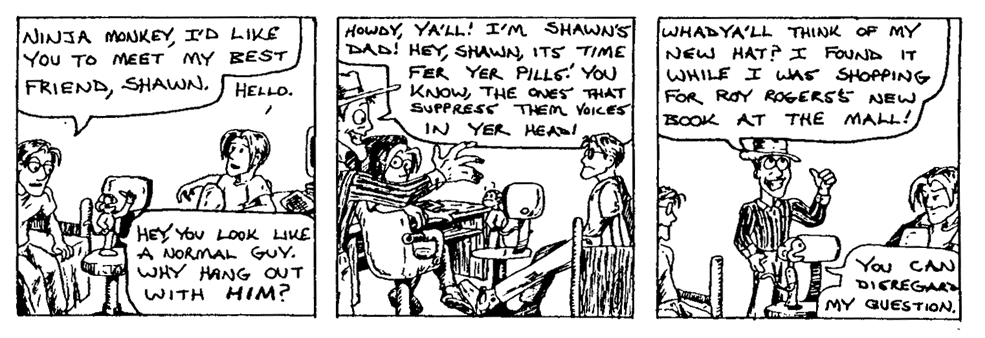 NINJA MONKEY, I'D LIKE
YOU TO MEET MY BEST
FRIEND, SHAWN.
HELLO.
HEY, YOU LOOK LIKE
A NORMAL GUY.
WHY HANG OUT
WITH HIM?
HOWDY, YA'LL! I'M SHAWN'S
DAD! HEY, SHAWN, ITS TIME
FER YER PILLS! YOU
KNOW, THE ONES THAT
SUPPRESS THEM VOICES
IN YER HEAD!
WHADYA'LL THINK OF MY
NEW HAT? I FOUND IT
WHILE I WAS SHOPPING
FOR ROY ROGERS'S NEW
BOOK AT THE MALL!
YOU CAN
DISREGARD
MY QUESTION.